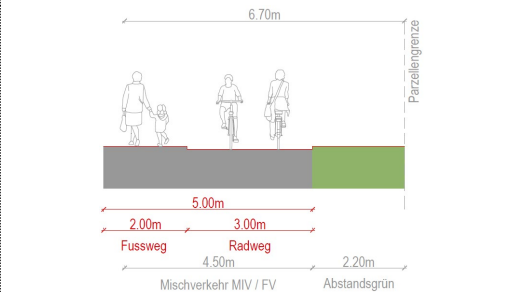 6.70m
Parzellengrenze
5.00m
2.00m 3.00m
Fussweg Radweg
4.50m 2.20m
Mischverkehr MIV / FV Abstandsgrün